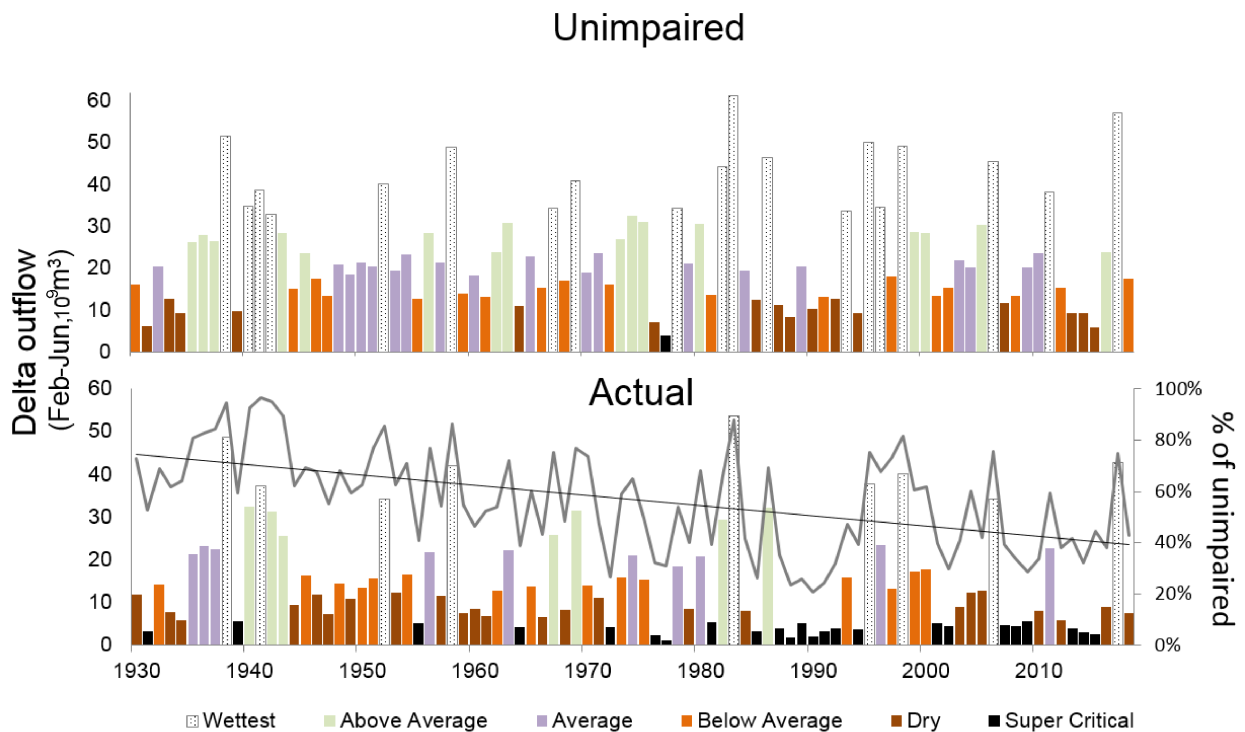 Unimpaired
Delta outflow
(Feb-Jun,10⁹m³)
60
50
40
30
20
10
0
Actual
60
50
40
30
20
10
0
100%
80%
60%
40%
20%
0%
% of unimpaired
1930 1940 1950 1960 1970 1980 1990 2000 2010
Wettest Above Average Average Below Average Dry Super Critical